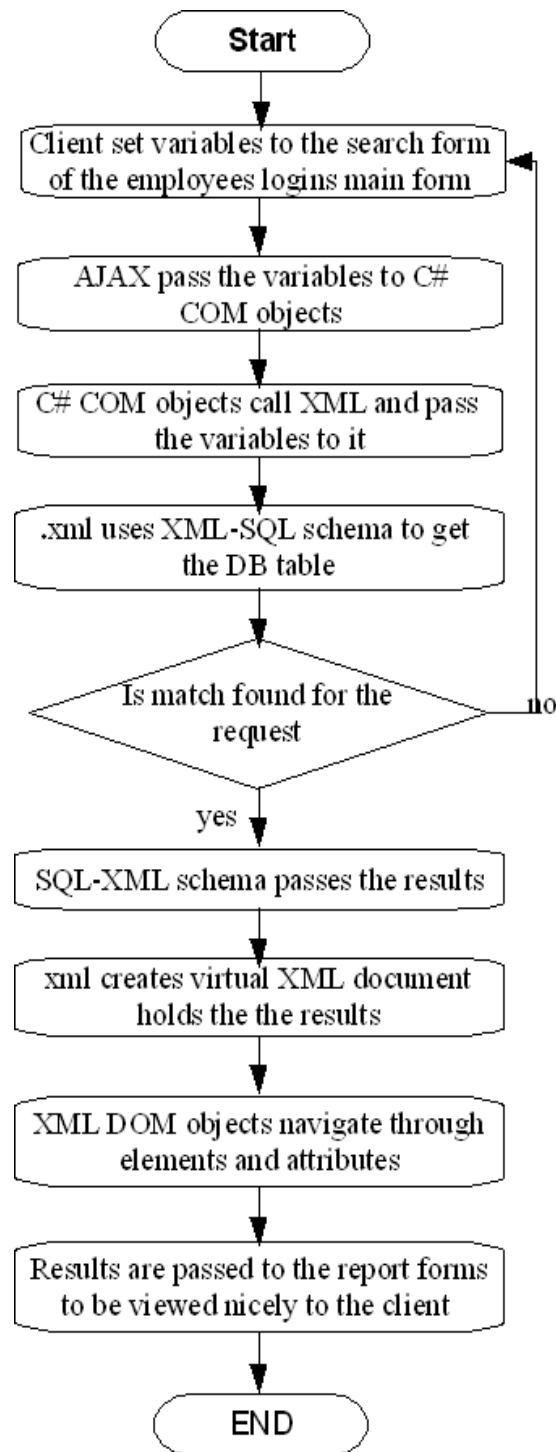 Start
Client set variables to the search form
of the employees logins main form
AJAX pass the variables to C#
COM objects
C# COM objects call XML and pass
the variables to it
.xml uses XML-SQL schema to get
the DB table
Is match found for the
request
no
yes
SQL-XML schema passes the results
xml creates virtual XML document
holds the the results
XML DOM objects navigate through
elements and attributes
Results are passed to the report forms
to be viewed nicely to the client
END